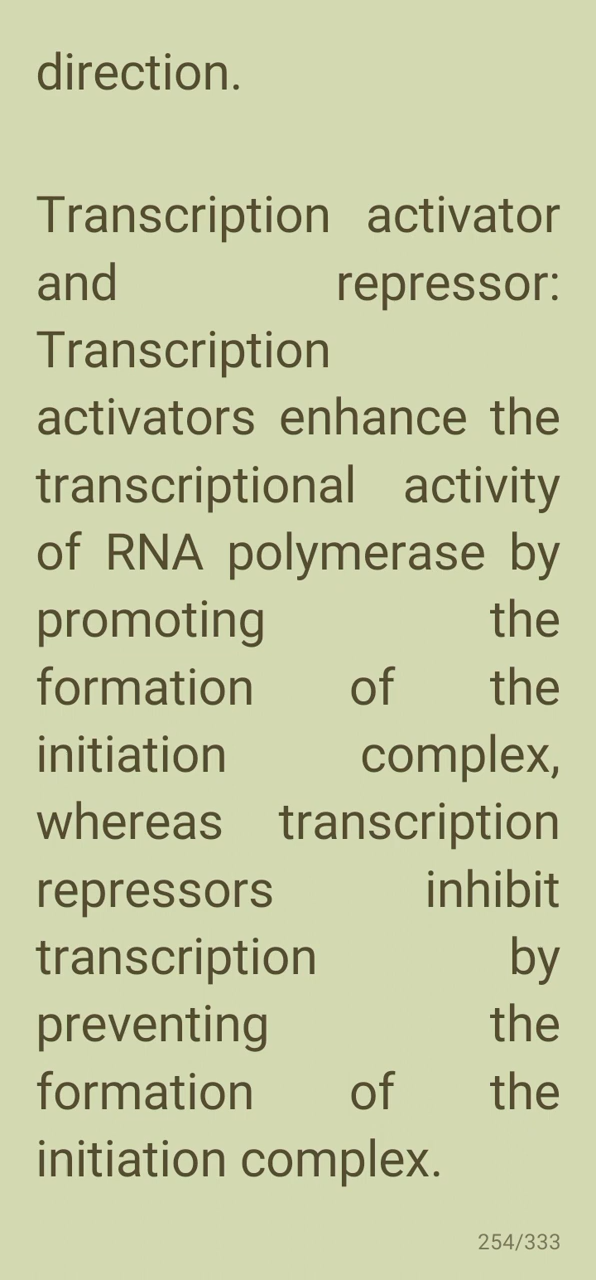 direction.
Transcription activator
and repressor:
Transcription
activators enhance the
transcriptional activity
of RNA polymerase by
promoting the
formation of the
initiation complex,
whereas transcription
repressors inhibit
transcription by
preventing the
formation of the
initiation complex.
254/333